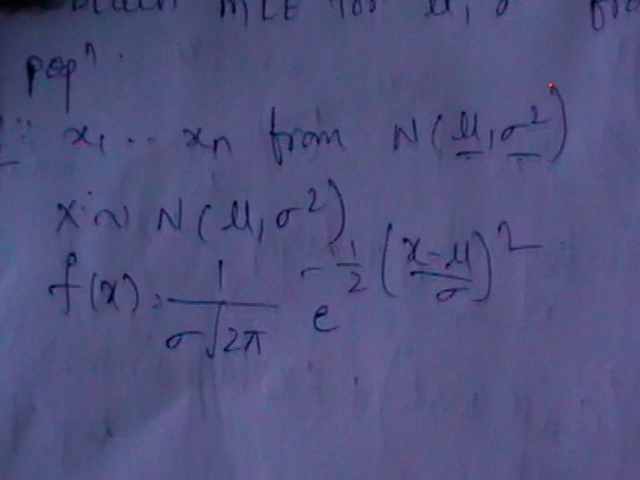 MLE for μ, σ
popⁿ.
x₁ .. xn from N(μ, σ²)
X ~ N(μ, σ²)
f(x) = 1/σ√2π e^-1/2 (x-μ/σ)²